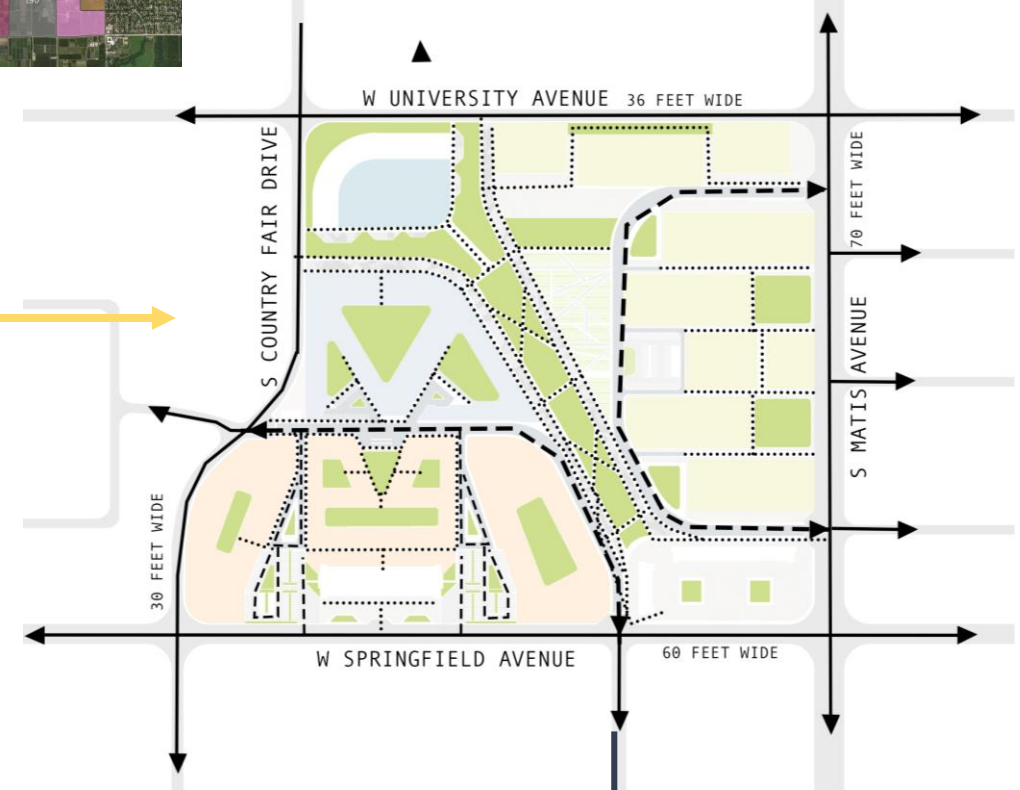 W UNIVERSITY AVENUE 36 FEET WIDE
S COUNTRY FAIR DRIVE
70 FEET WIDE
S MATIS AVENUE
30 FEET WIDE
W SPRINGFIELD AVENUE
60 FEET WIDE